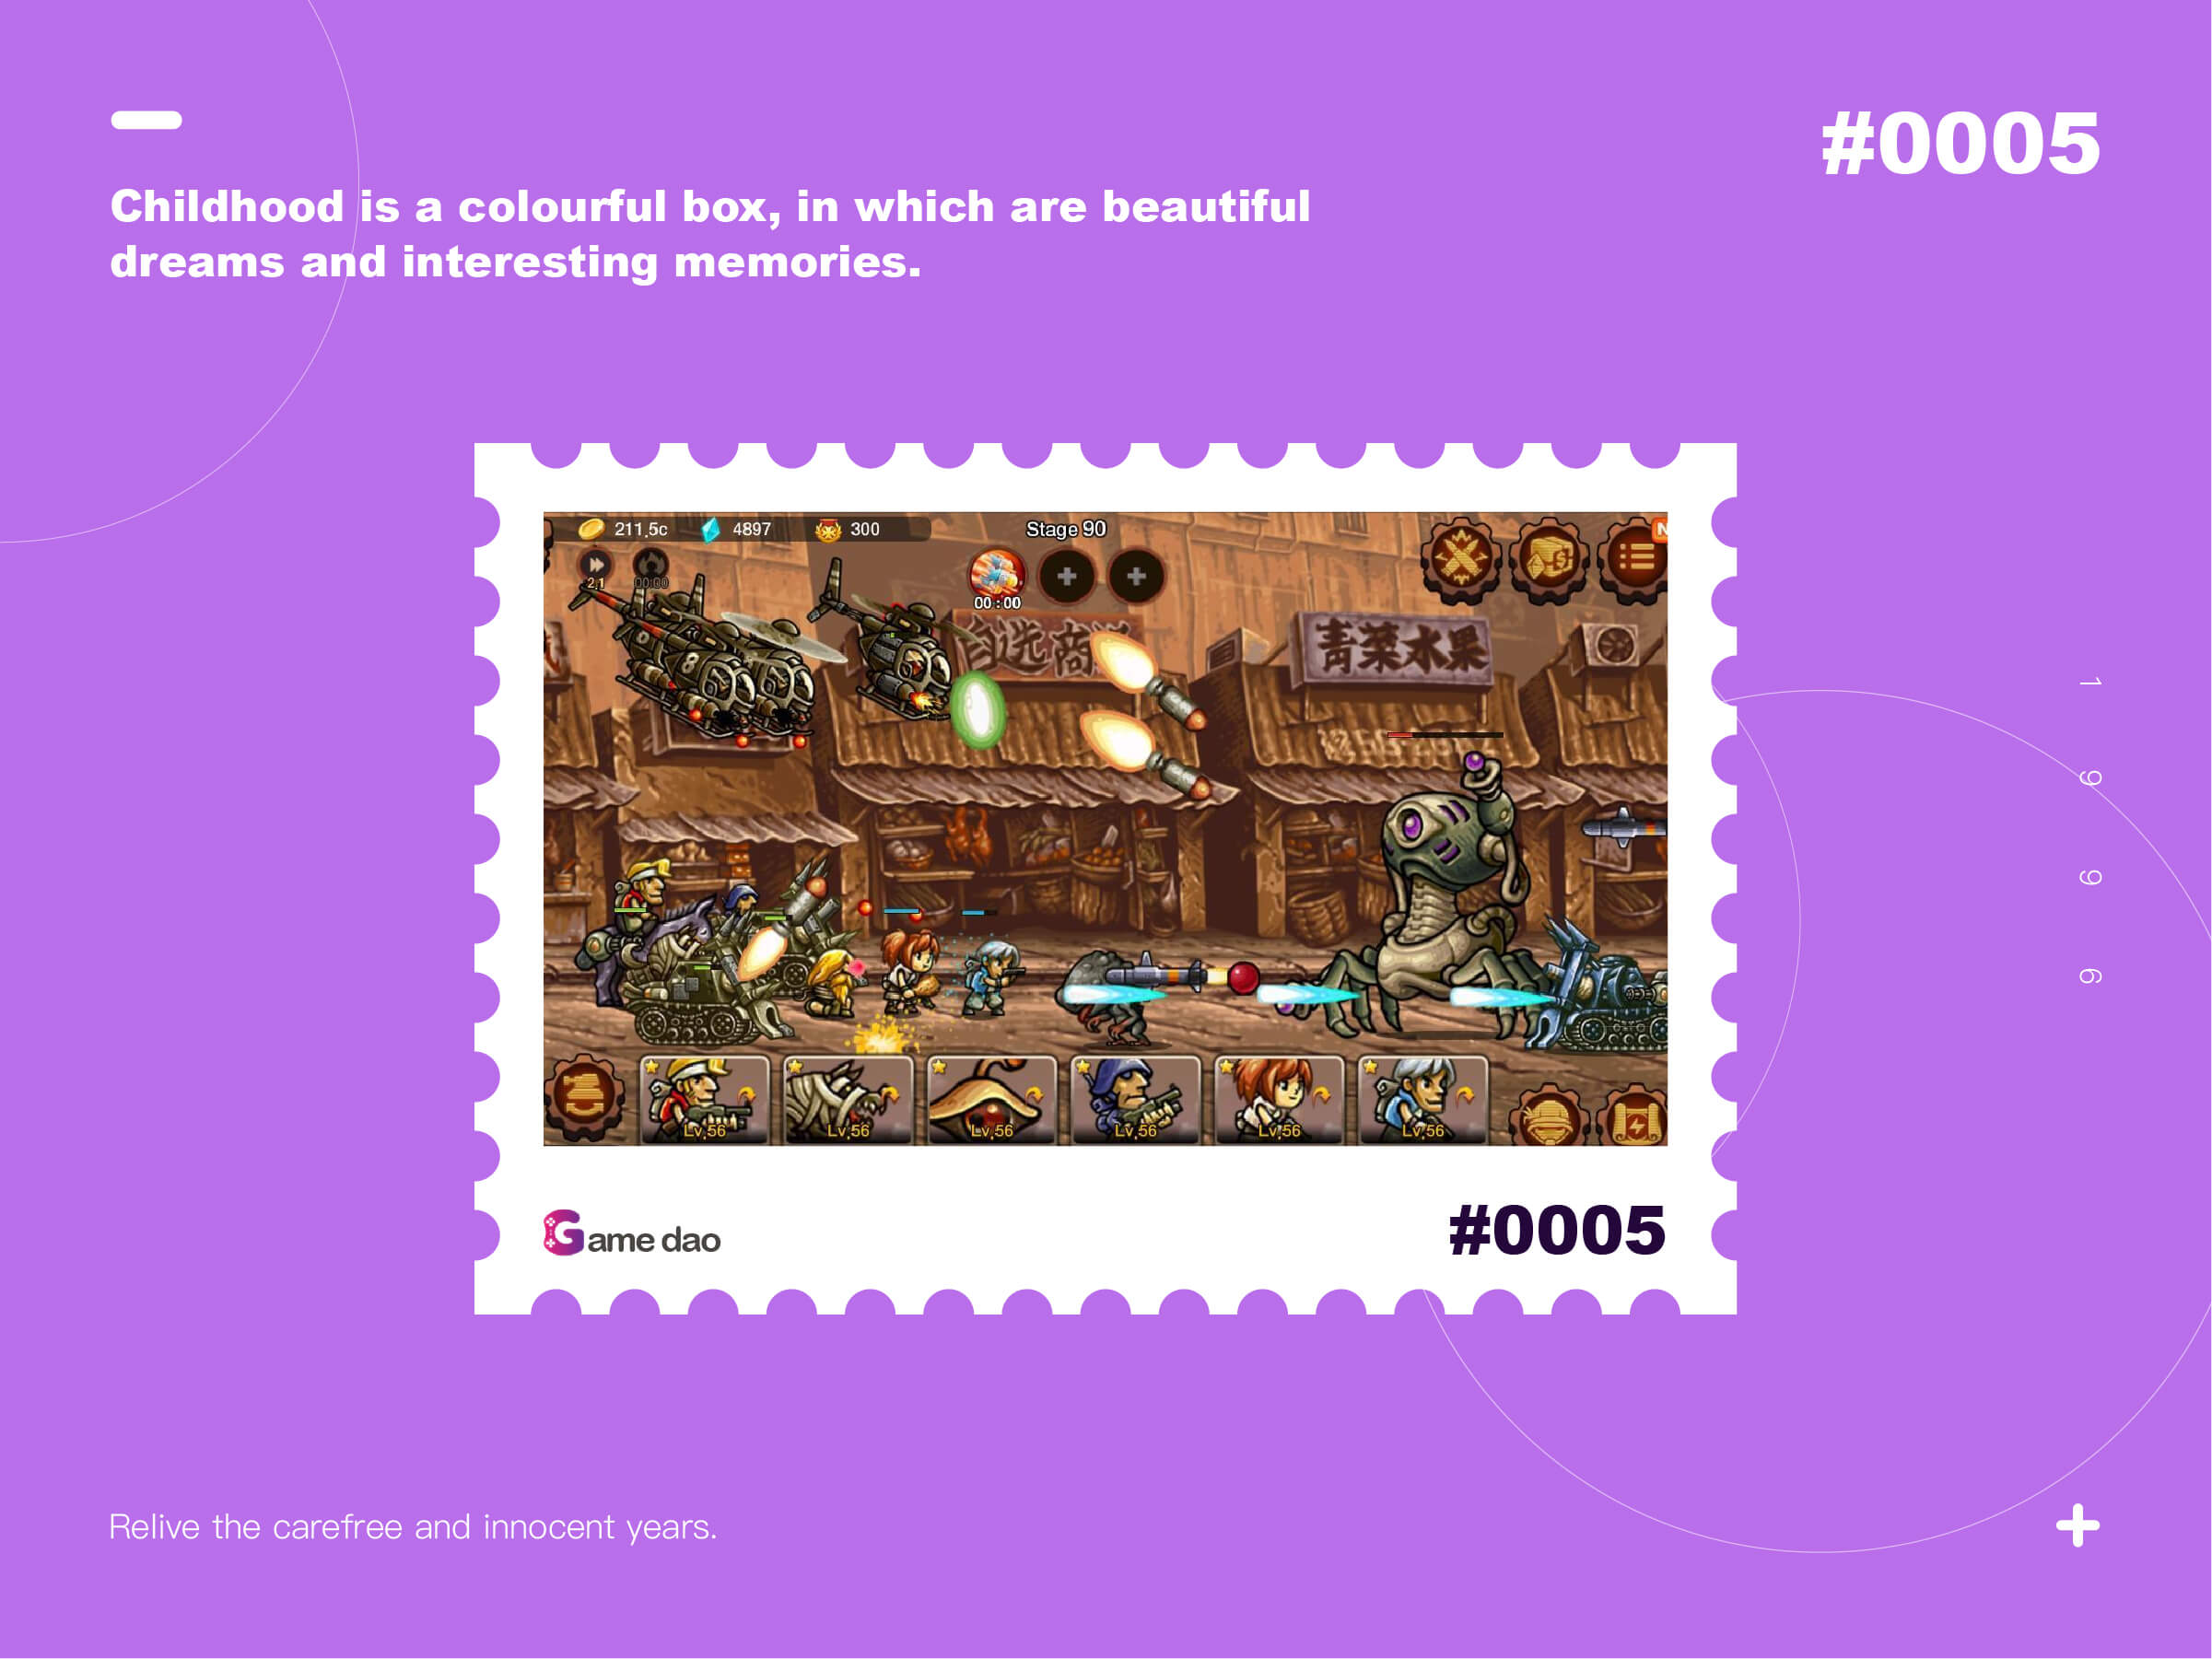 #0005
Childhood is a colourful box, in which are beautiful
dreams and interesting memories.
211.5c
4897
300
Stage 90
N
2,1
00:00
00:00
自选商
青菜水果
8
1
9
9
6
Lv.56
Lv.56
Lv.56
Lv.56
Lv.56
Lv.56
Game dao
#0005
Relive the carefree and innocent years.